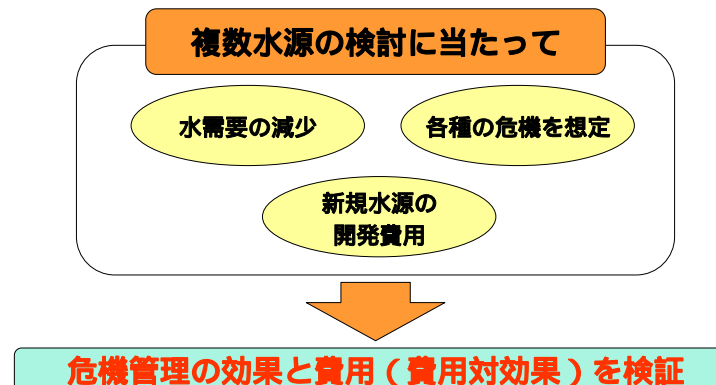 複数水源の検討に当たって
水需要の減少
各種の危機を想定
新規水源の
開発費用
危機管理の効果と費用(費用対効果)を検証